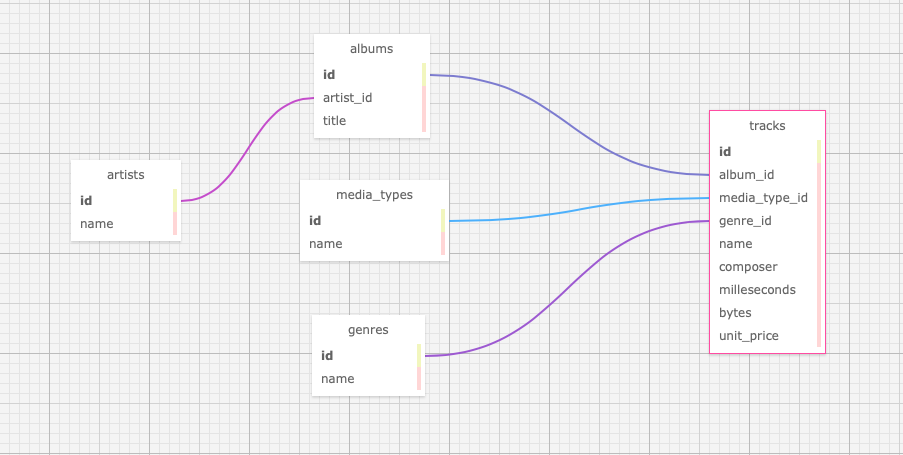 albums
id
artist_id
title
artists
id
name
media_types
id
name
genres
id
name
tracks
id
album_id
media_type_id
genre_id
name
composer
milleseconds
bytes
unit_price